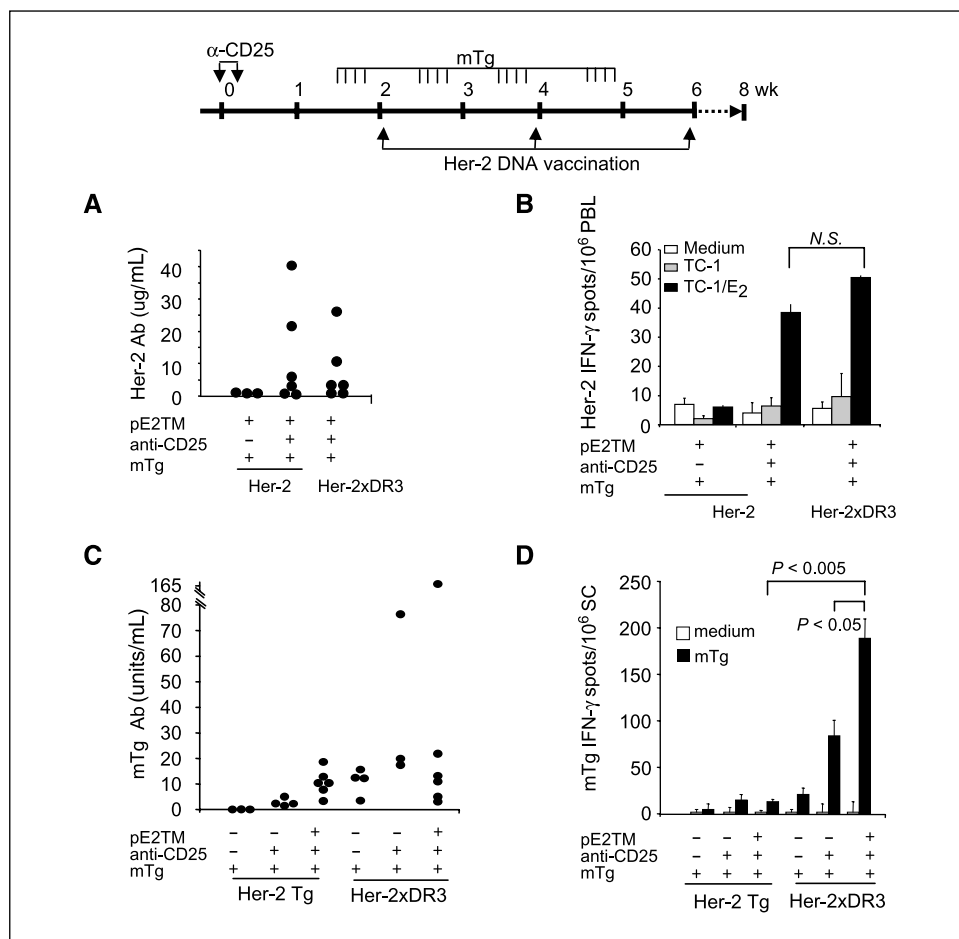 α-CD25
mTg
0 1 2 3 4 5 6 8 wk
Her-2 DNA vaccination
A
Her-2 Ab (ug/mL)
40
30
20
10
0
pE2TM + + +
anti-CD25 – + +
mTg + + +
Her-2 Her-2xDR3
B
Her-2 IFN-γ spots/10⁶ PBL
60
50
40
30
20
10
0
Medium
TC-1
TC-1/E₂
N.S.
pE2TM + + +
anti-CD25 – + +
mTg + + +
Her-2 Her-2xDR3
C
mTg Ab (units/mL)
165
80
70
60
50
40
30
20
10
0
pE2TM – – + – – +
anti-CD25 – + + – + +
mTg + + + + + +
Her-2 Tg Her-2xDR3
D
mTg IFN-γ spots/10⁶ SC
250
200
150
100
50
0
medium
mTg
P < 0.005
P < 0.05
pE2TM – – + – – +
anti-CD25 – + + – + +
mTg + + + + + +
Her-2 Tg Her-2xDR3